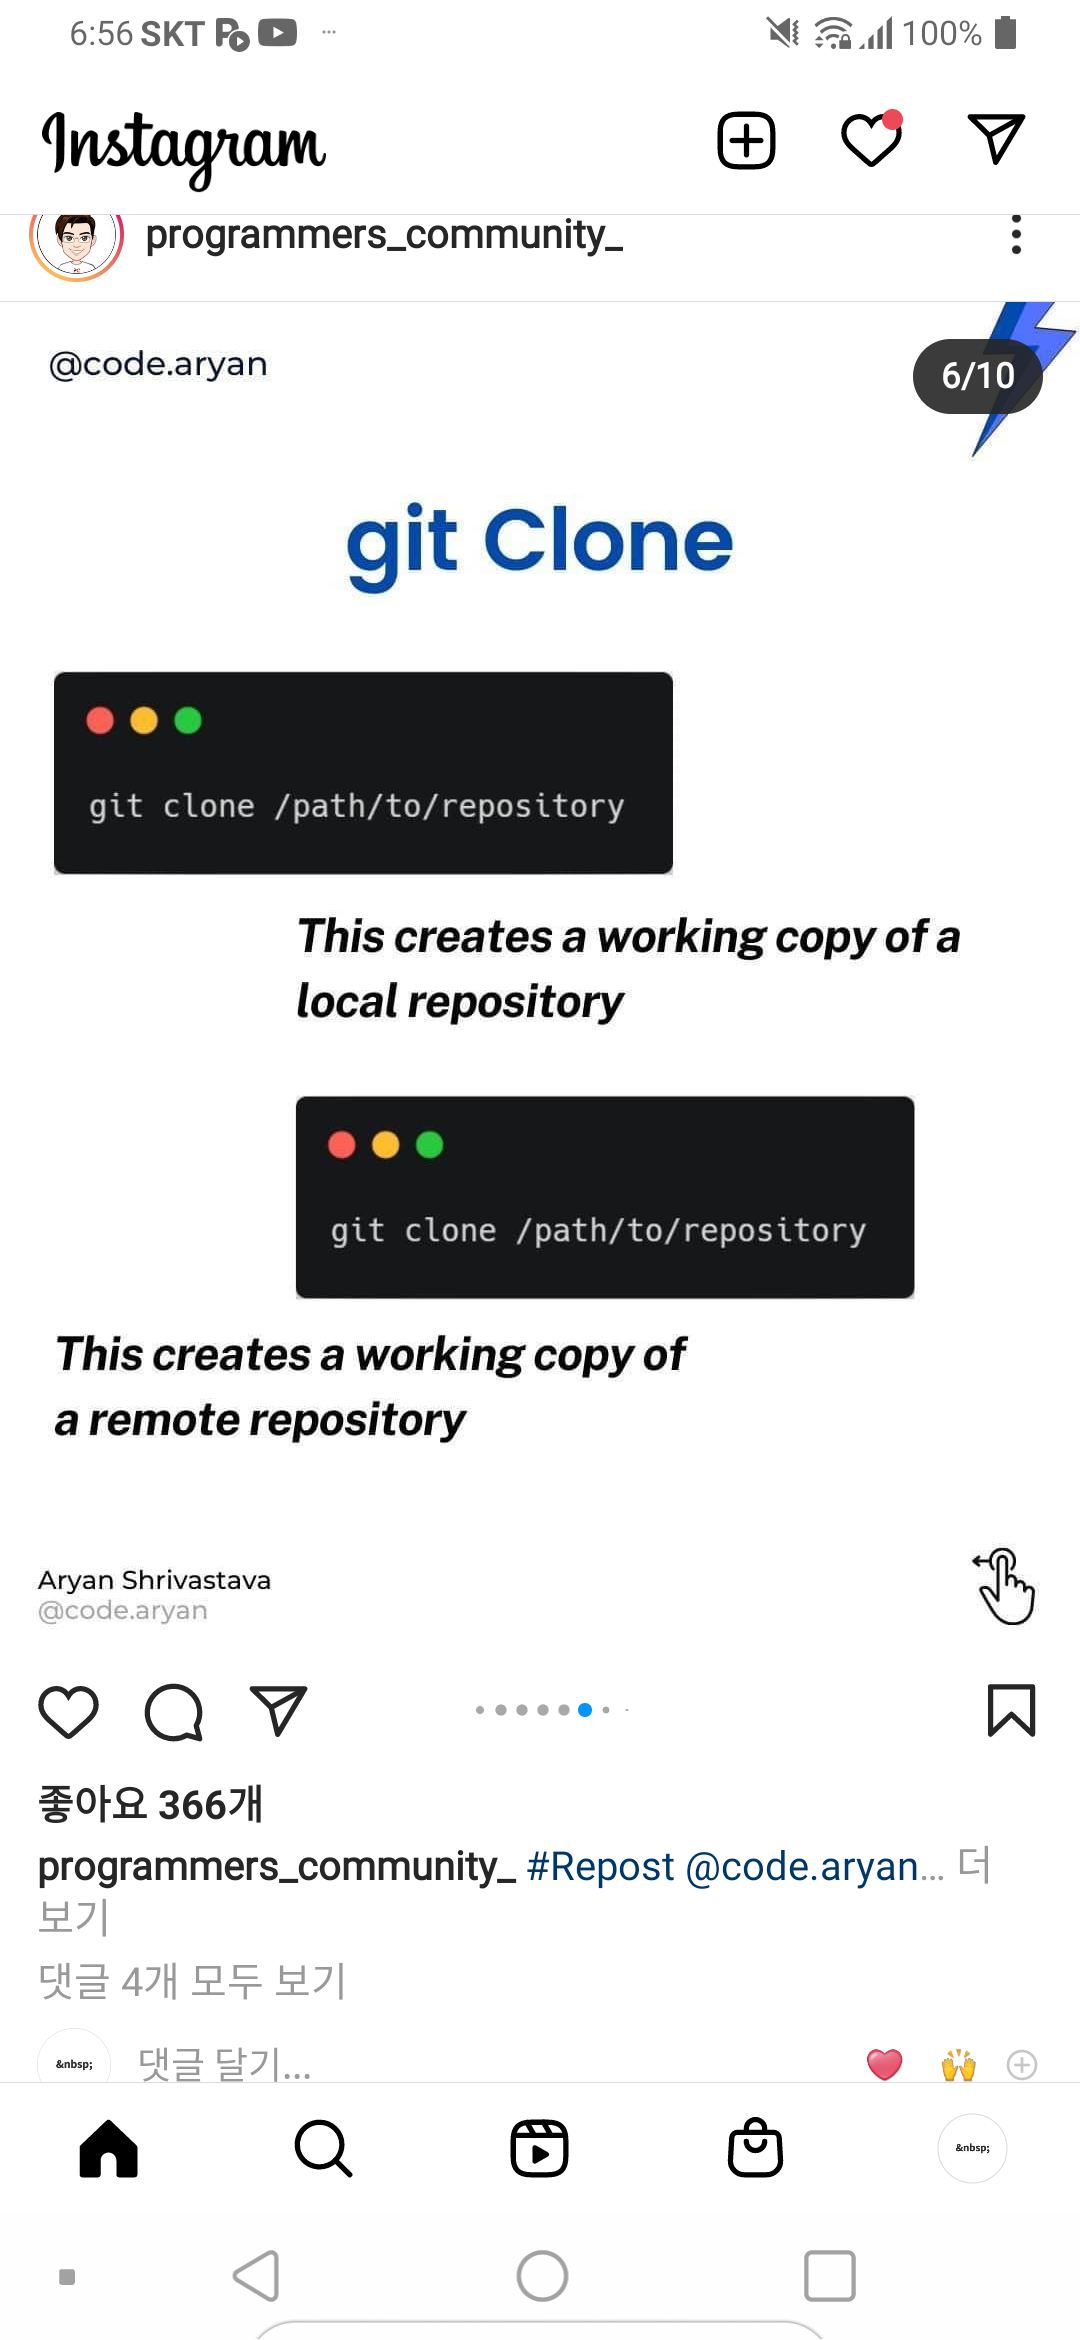 6:56 SKT
100%
Instagram
programmers_community_
@code.aryan
6/10
git Clone
git clone /path/to/repository
This creates a working copy of a
local repository
git clone /path/to/repository
This creates a working copy of
a remote repository
Aryan Shrivastava
@code.aryan
좋아요 366개
programmers_community_ #Repost @code.aryan... 더
보기
댓글 4개 모두 보기
&nbsp;
댓글 달기...
&nbsp;